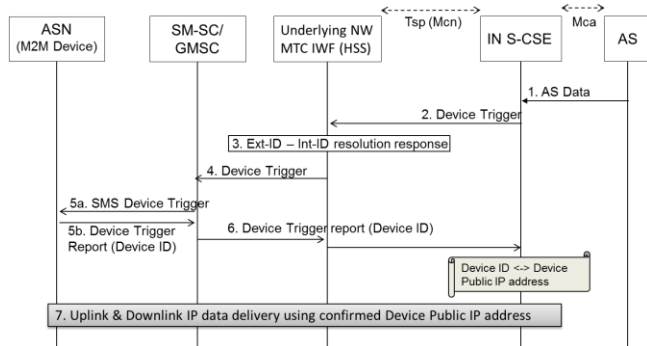 Tsp (Mcn)
Mca
ASN
(M2M Device)
SM-SC/
GMSC
Underlying NW
MTC IWF (HSS)
IN S-CSE
AS
1. AS Data
2. Device Trigger
3. Ext-ID – Int-ID resolution response
4. Device Trigger
5a. SMS Device Trigger
5b. Device Trigger
Report (Device ID)
6. Device Trigger report (Device ID)
Device ID <-> Device
Public IP address
7. Uplink & Downlink IP data delivery using confirmed Device Public IP address